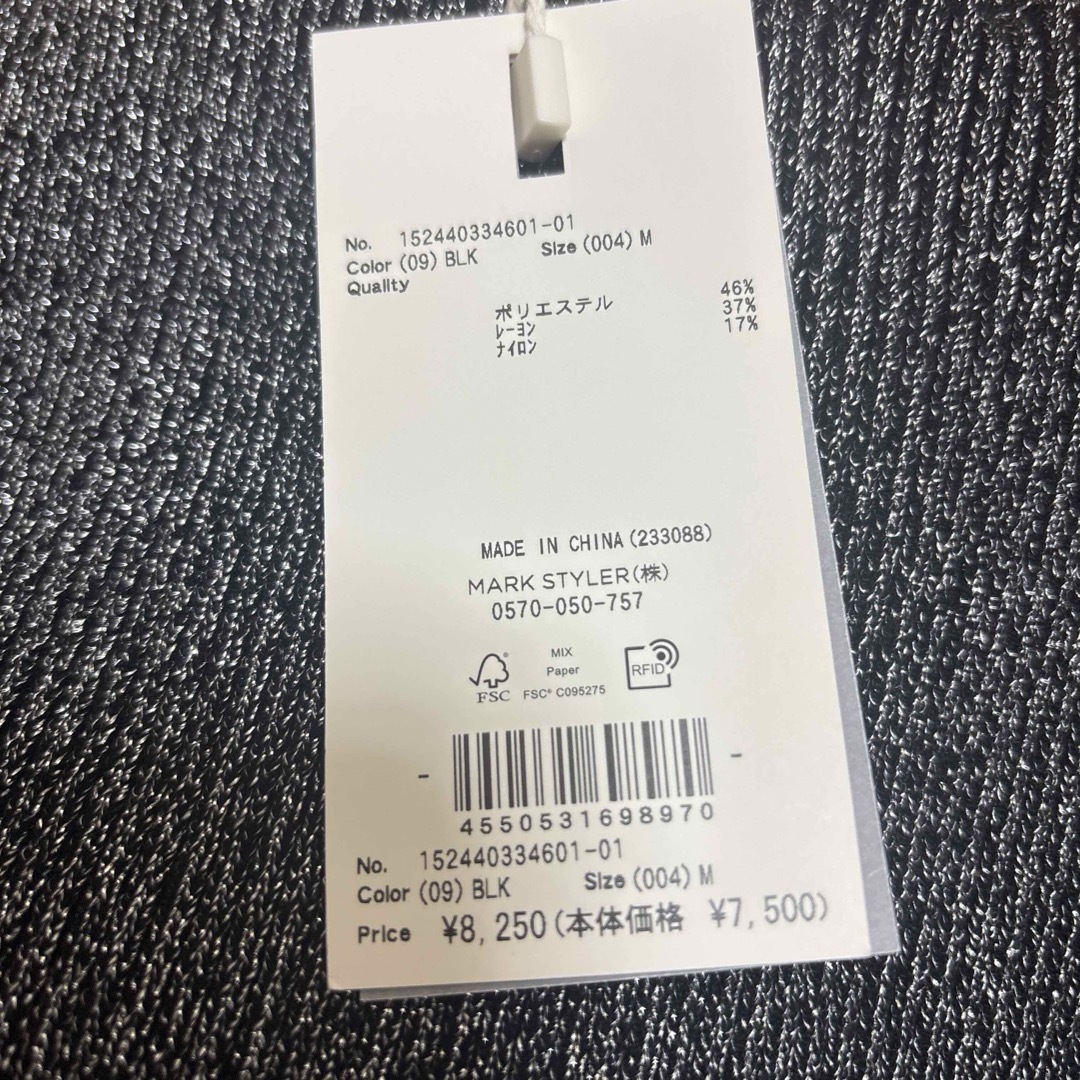 No. 152440334601-01
Color (09) BLK Size (004) M
Quality
ポリエステル 46%
レーヨン 37%
ナイロン 17%
MADE IN CHINA (233088)
MARK STYLER(株)
0570-050-757
FSC
MIX
Paper
FSC® C095275
RFID
- -
4550531698970
No. 152440334601-01
Color (09) BLK Size (004) M
Price ¥8,250(本体価格 ¥7,500)